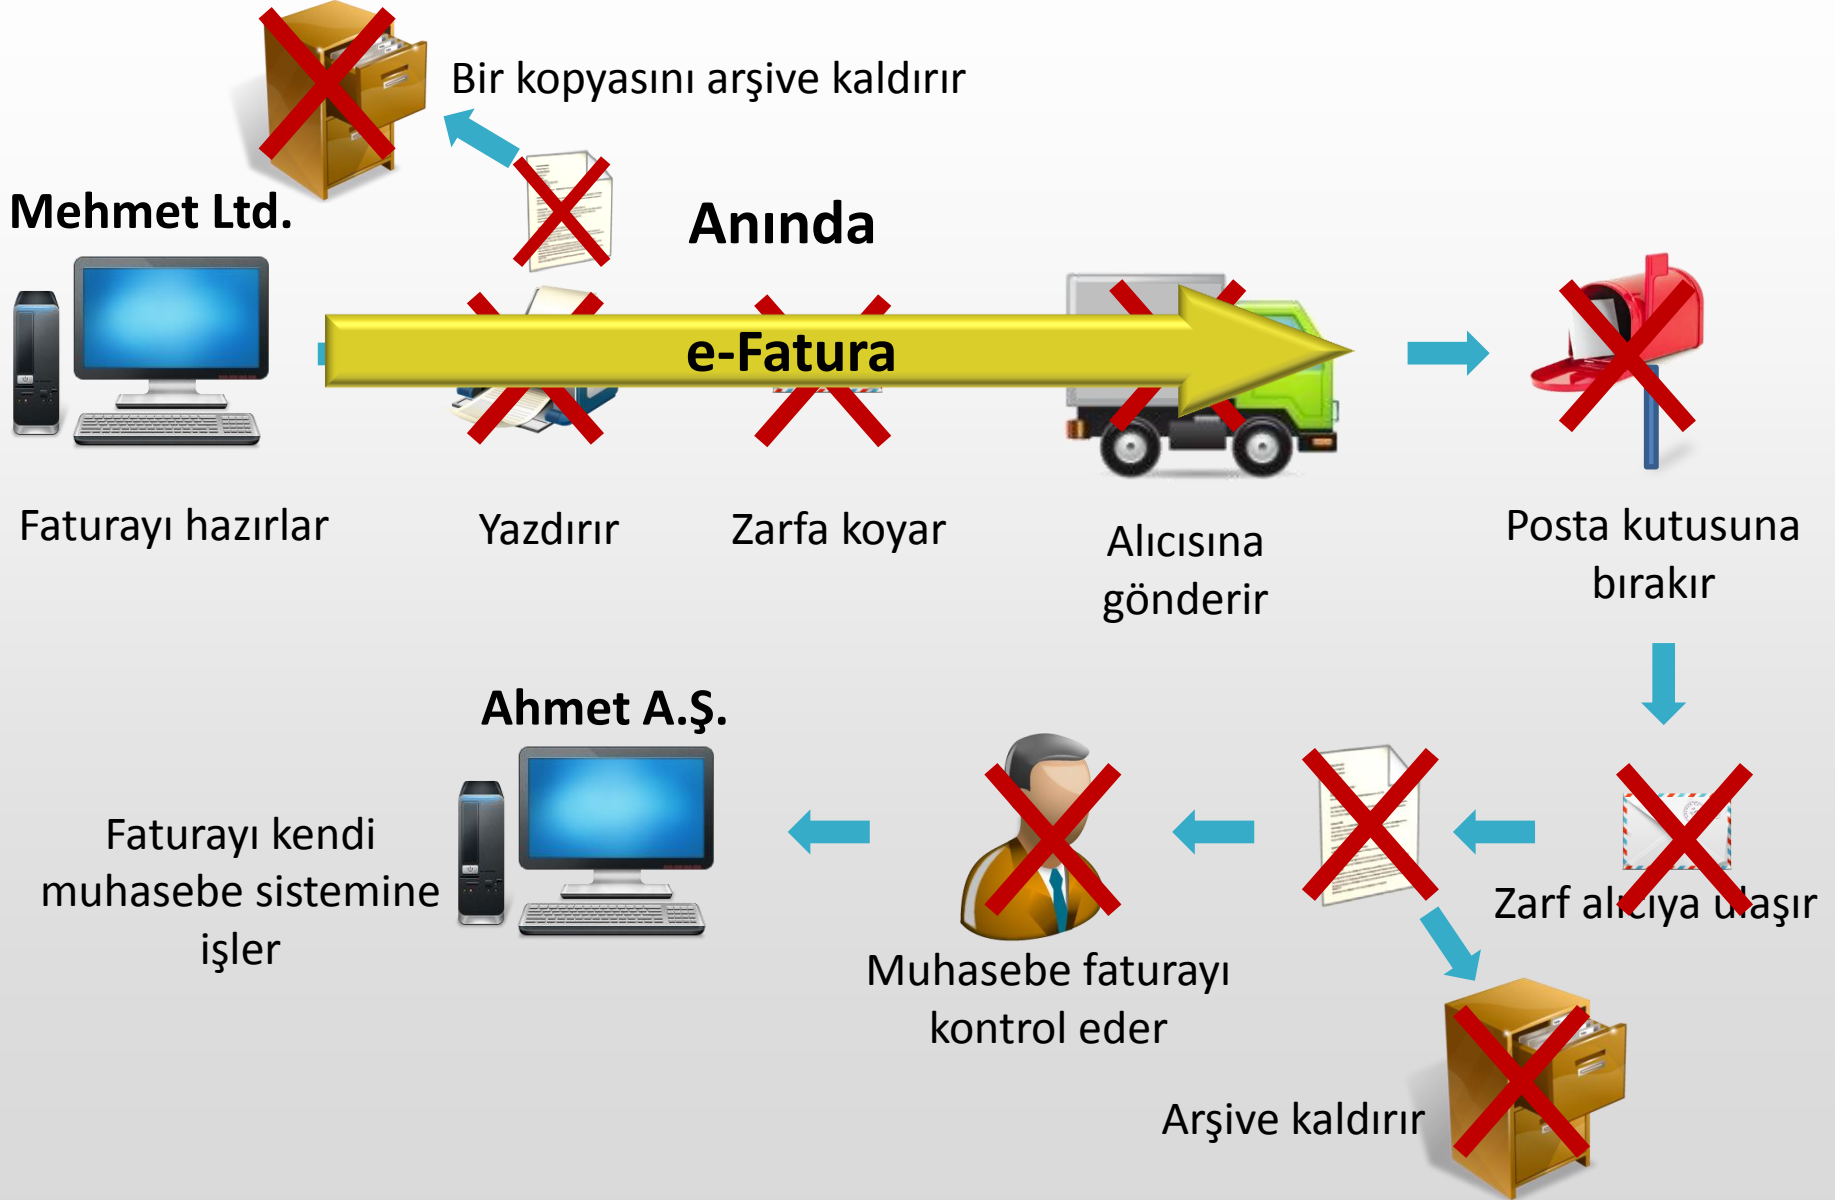 Bir kopyasını arşive kaldırır
Mehmet Ltd.
Anında
e-Fatura
Faturayı hazırlar
Yazdırır
Zarfa koyar
Alıcısına
gönderir
Posta kutusuna
bırakır
Ahmet A.Ş.
Faturayı kendi
muhasebe sistemine
işler
Muhasebe faturayı
kontrol eder
Zarf alıcıya ulaşır
Arşive kaldırır